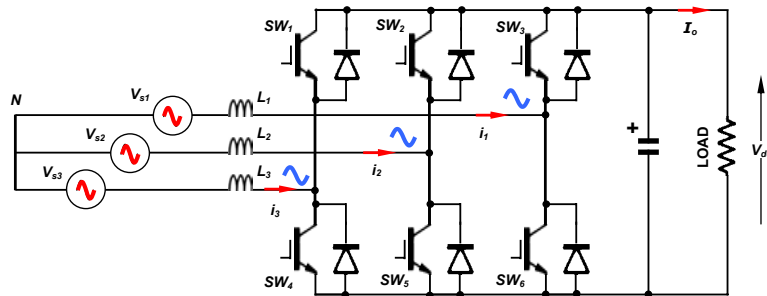 SW1
SW2
SW3
Io
N
Vs1
L1
i1
Vs2
L2
i2
Vs3
L3
i3
+
LOAD
Vd
SW4
SW5
SW6